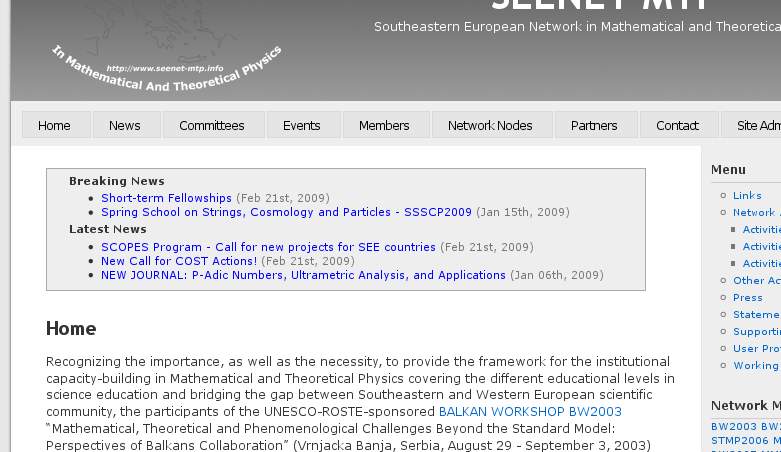 SEENET-MTP
Southeastern European Network in Mathematical and Theoretica
http://www.seenet-mtp.info
In Mathematical And Theoretical Physics
Home News Committees Events Members Network Nodes Partners Contact Site Adm
Breaking News
Short-term Fellowships (Feb 21st, 2009)
Spring School on Strings, Cosmology and Particles - SSSCP2009 (Jan 15th, 2009)
Latest News
SCOPES Program - Call for new projects for SEE countries (Feb 21st, 2009)
New Call for COST Actions! (Feb 21st, 2009)
NEW JOURNAL: P-Adic Numbers, Ultrametric Analysis, and Applications (Jan 06th, 2009)
Home
Recognizing the importance, as well as the necessity, to provide the framework for the institutional
capacity-building in Mathematical and Theoretical Physics covering the different educational levels in
science education and bridging the gap between Southeastern and Western European scientific
community, the participants of the UNESCO-ROSTE-sponsored BALKAN WORKSHOP BW2003
“Mathematical, Theoretical and Phenomenological Challenges Beyond the Standard Model:
Perspectives of Balkans Collaboration” (Vrnjacka Banja, Serbia, August 29 - September 3, 2003)
Menu
Links
Network
Activitie
Activitie
Activitie
Other Ac
Press
Stateme
Supporti
User Pro
Working
Network M
BW2003 BW
STMP2006 M